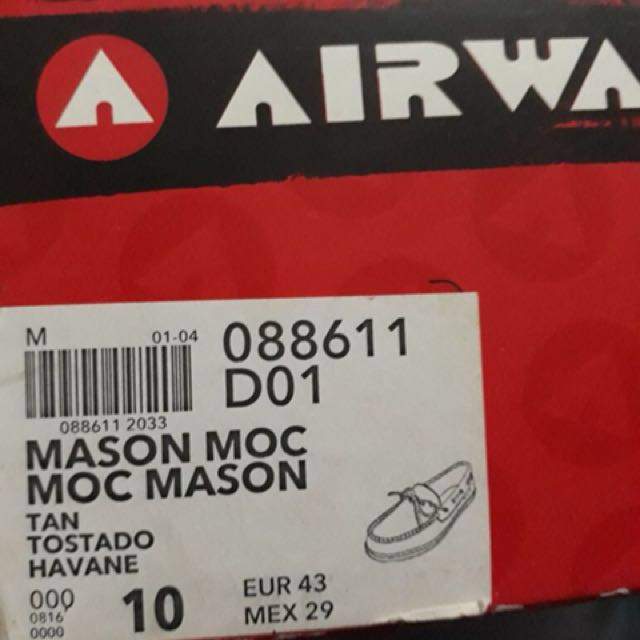 AIRWA
M 01-04
088611
D01
088611 2033
MASON MOC
MOC MASON
TAN
TOSTADO
HAVANE
000
0816
0000
10
EUR 43
MEX 29